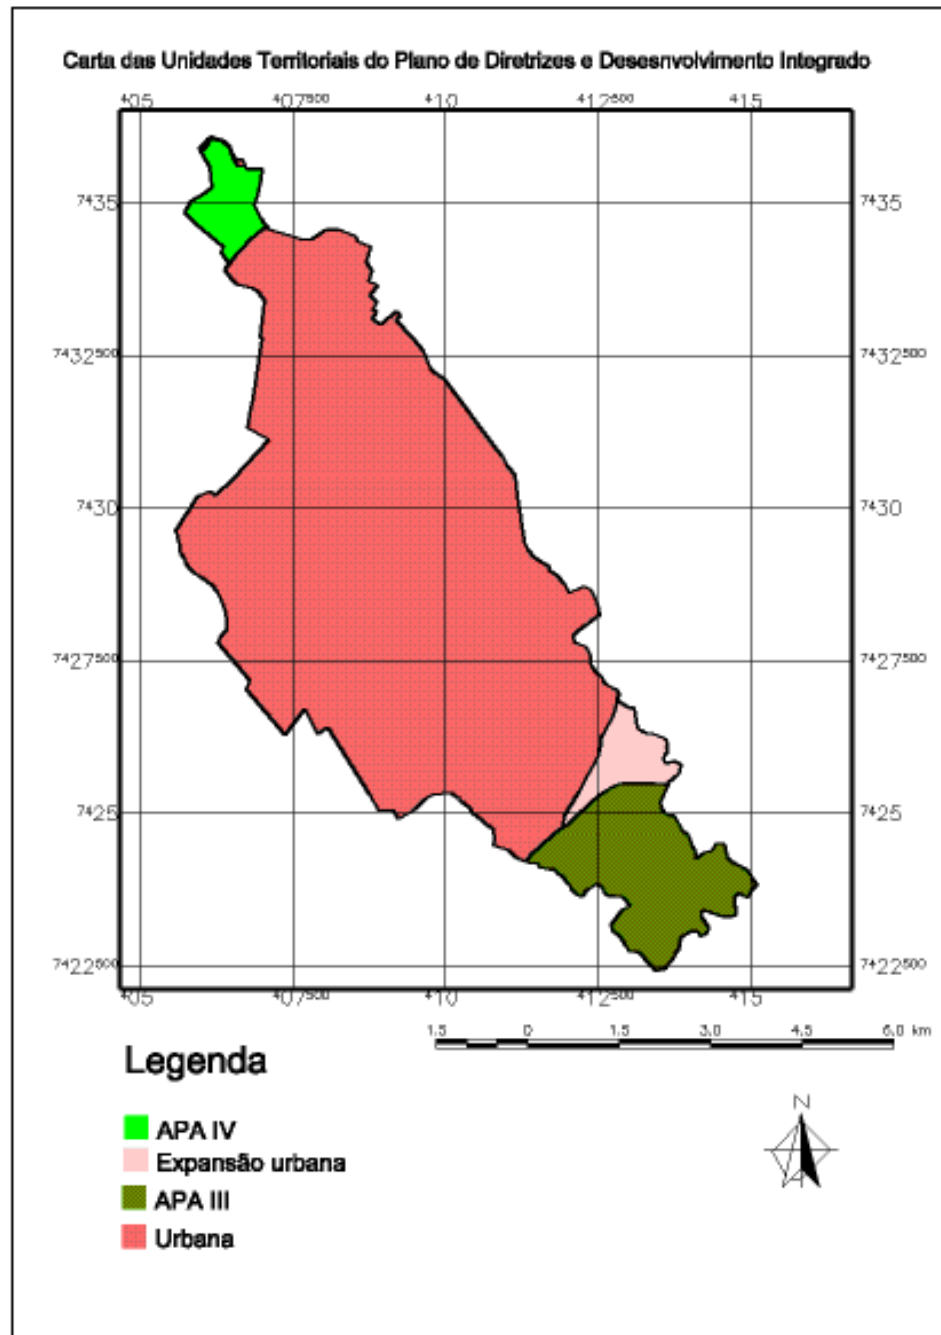 Carta das Unidades Territoriais do Plano de Diretrizes e Desesnvolvimento Integrado
405 407500 410 412500 415
7435 7435
7432500 7432500
7430 7430
7427500 7427500
7425 7425
7422500 7422500
405 407500 410 412500 415
1.5 0 1.5 3.0 4.5 6.0 km
Legenda
N
APA IV
Expansão urbana
APA III
Urbana